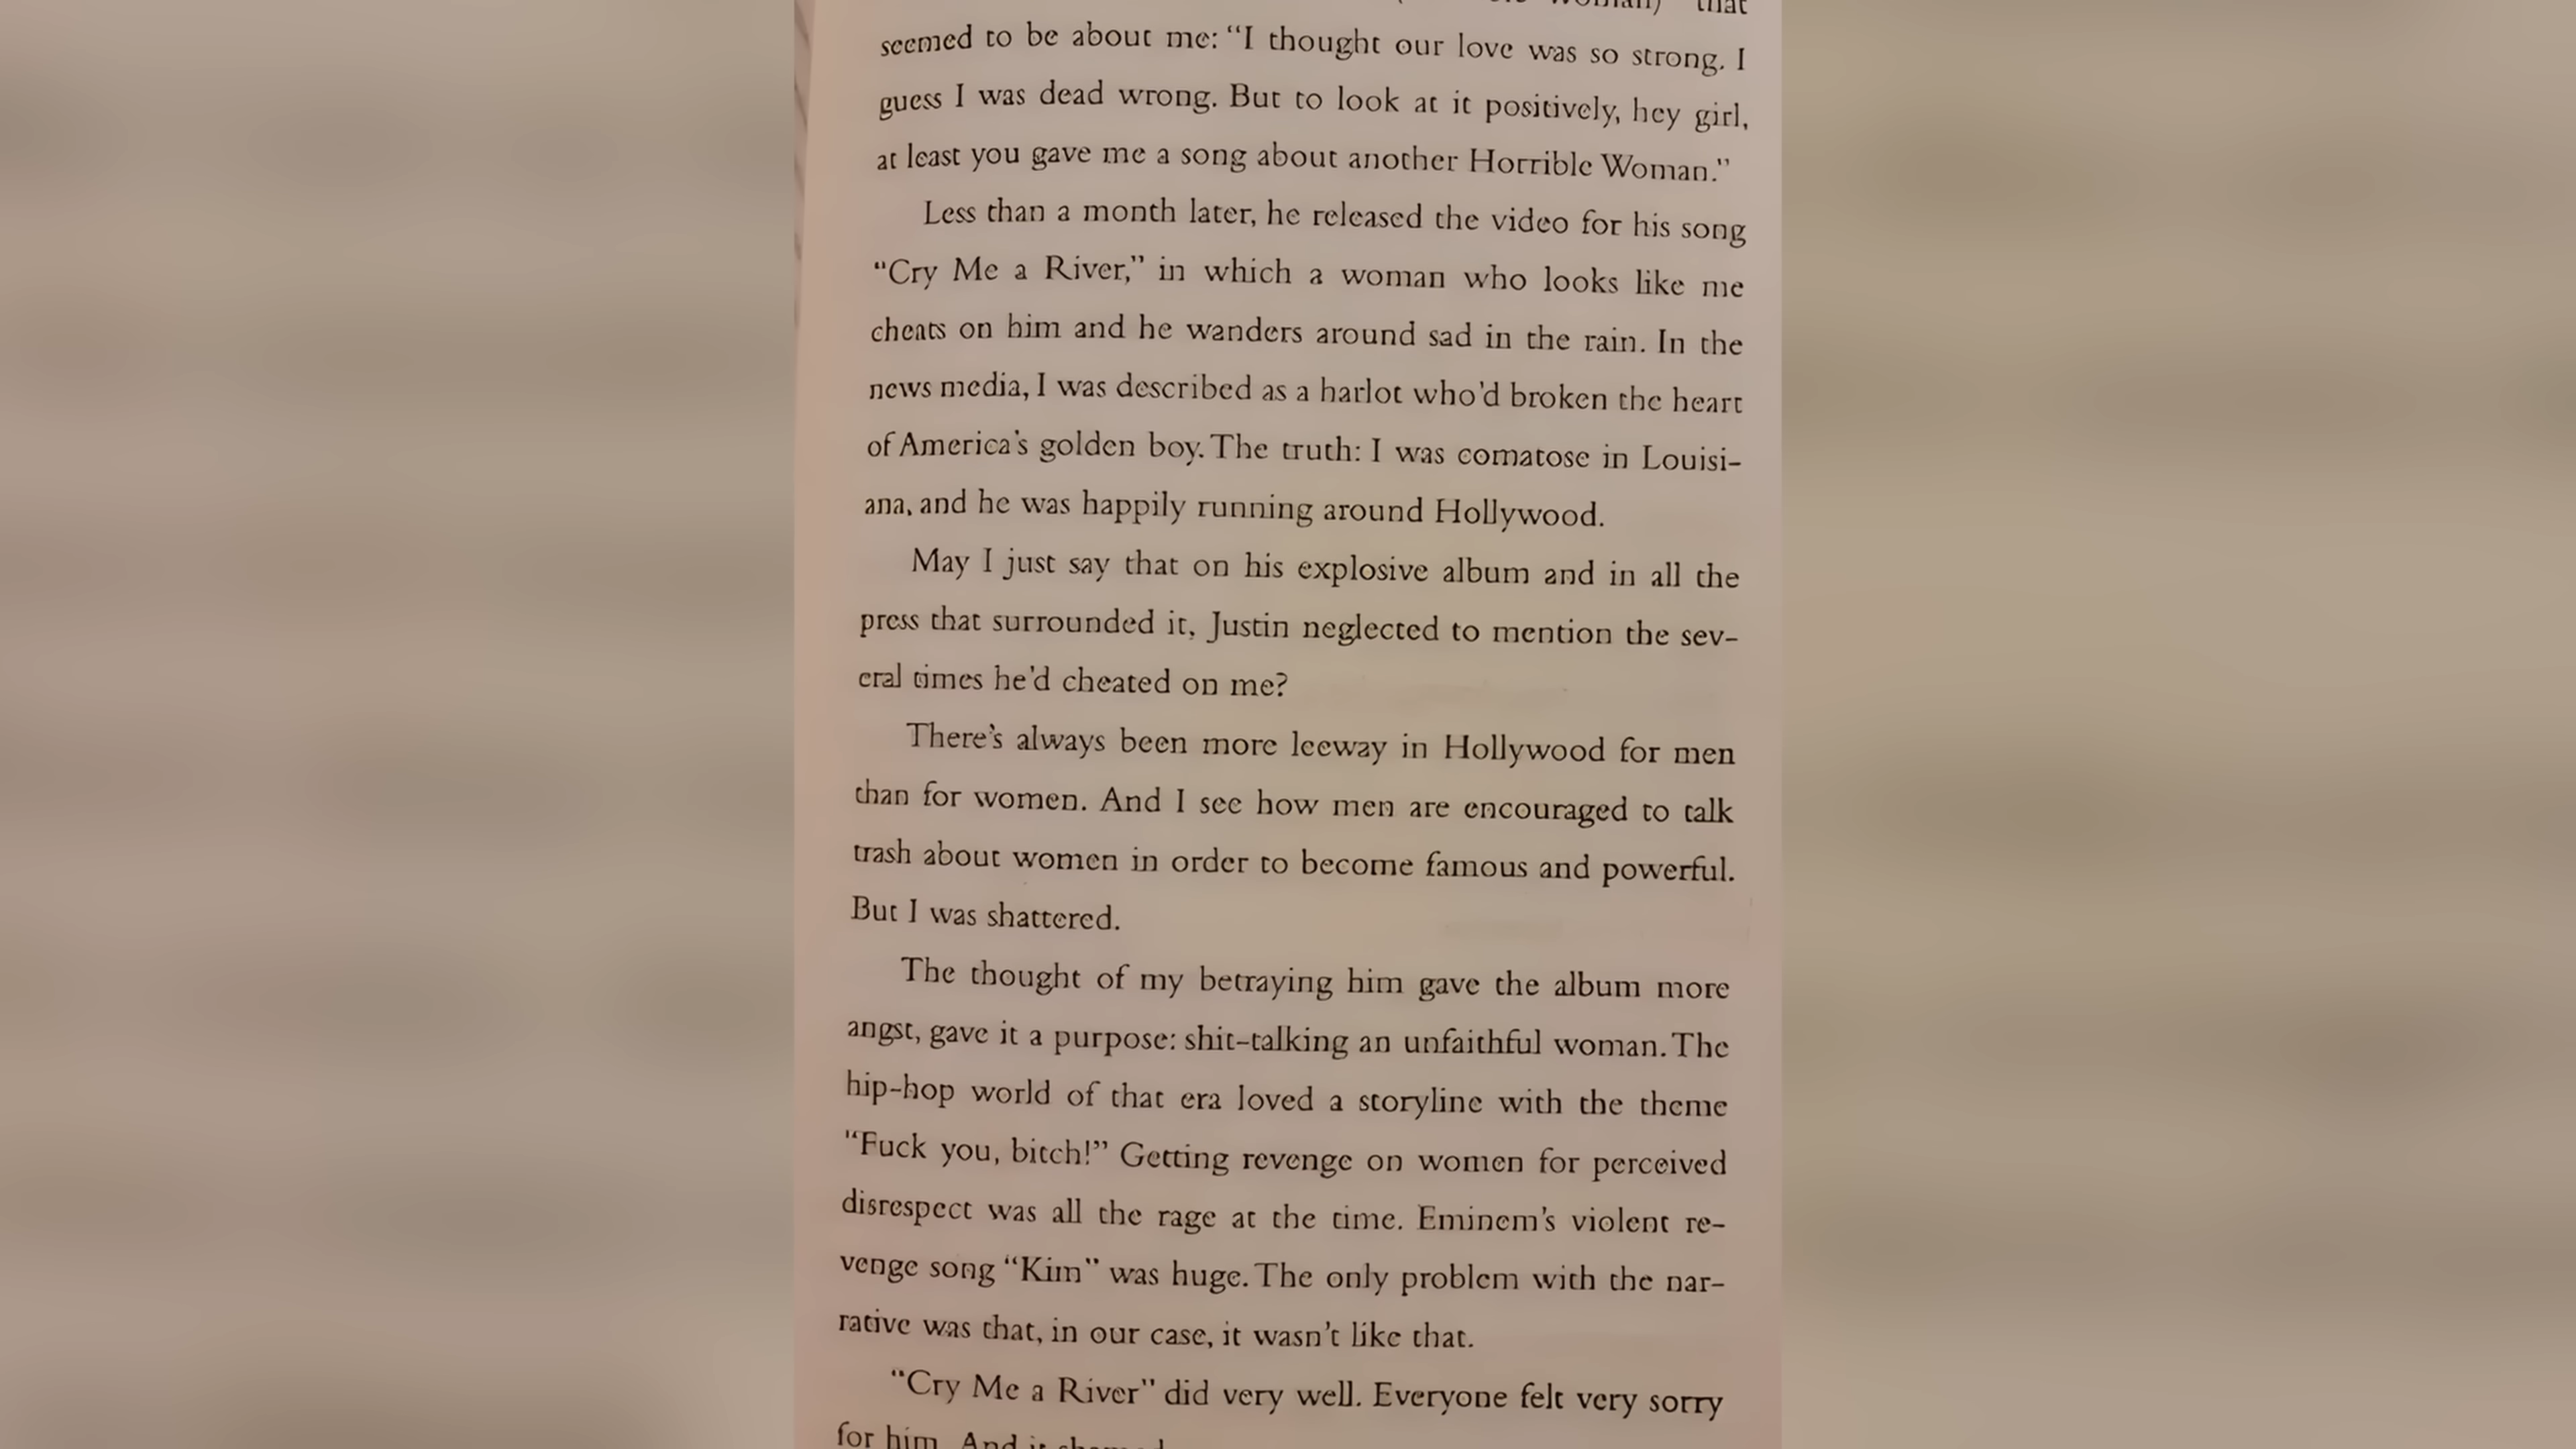 that
seemed to be about me: “I thought our love was so strong. I
guess I was dead wrong. But to look at it positively, hey girl,
at least you gave me a song about another Horrible Woman.”
Less than a month later, he released the video for his song
“Cry Me a River,” in which a woman who looks like me
cheats on him and he wanders around sad in the rain. In the
news media, I was described as a harlot who’d broken the heart
of America’s golden boy. The truth: I was comatose in Louisi-
ana, and he was happily running around Hollywood.
May I just say that on his explosive album and in all the
press that surrounded it, Justin neglected to mention the sev-
eral times he’d cheated on me?
There’s always been more leeway in Hollywood for men
than for women. And I see how men are encouraged to talk
trash about women in order to become famous and powerful.
But I was shattered.
The thought of my betraying him gave the album more
angst, gave it a purpose: shit-talking an unfaithful woman. The
hip-hop world of that era loved a storyline with the theme
“Fuck you, bitch!” Getting revenge on women for perceived
disrespect was all the rage at the time. Eminem’s violent re-
venge song “Kim” was huge. The only problem with the nar-
rative was that, in our case, it wasn’t like that.
“Cry Me a River” did very well. Everyone felt very sorry
for him. And it